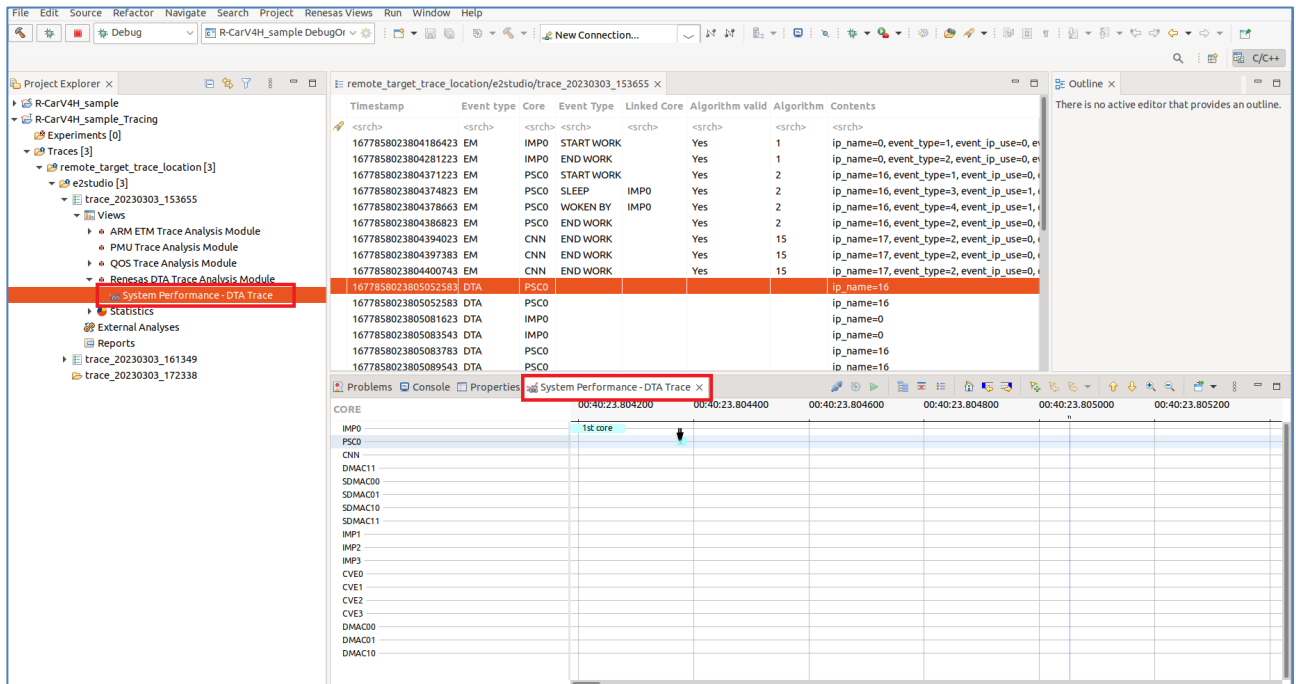 File Edit Source Refactor Navigate Search Project Renesas Views Run Window Help
Debug R-CarV4H_sample DebugOr New Connection...
C/C++
Project Explorer
R-CarV4H_sample
R-CarV4H_sample_Tracing
Experiments [0]
Traces [3]
remote_target_trace_location [3]
e2studio [3]
trace_20230303_153655
Views
ARM ETM Trace Analysis Module
PMU Trace Analysis Module
QOS Trace Analysis Module
Renesas DTA Trace Analysis Module
System Performance - DTA Trace
Statistics
External Analyses
Reports
trace_20230303_161349
trace_20230303_172338
remote_target_trace_location/e2studio/trace_20230303_153655
Timestamp Event type Core Event Type Linked Core Algorithm valid Algorithm Contents
<srch> <srch> <srch> <srch> <srch> <srch> <srch> <srch>
1677858023804186423 EM IMP0 START WORK Yes 1 ip_name=0, event_type=1, event_ip_use=0, ev
1677858023804281223 EM IMP0 END WORK Yes 1 ip_name=0, event_type=2, event_ip_use=0, ev
1677858023804371223 EM PSC0 START WORK Yes 2 ip_name=16, event_type=1, event_ip_use=0,
1677858023804374823 EM PSC0 SLEEP IMP0 Yes 2 ip_name=16, event_type=3, event_ip_use=1,
1677858023804378663 EM PSC0 WOKEN BY IMP0 Yes 2 ip_name=16, event_type=4, event_ip_use=1,
1677858023804386823 EM PSC0 END WORK Yes 2 ip_name=16, event_type=2, event_ip_use=0,
1677858023804394023 EM CNN END WORK Yes 15 ip_name=17, event_type=2, event_ip_use=0,
1677858023804397383 EM CNN END WORK Yes 15 ip_name=17, event_type=2, event_ip_use=0,
1677858023804400743 EM CNN END WORK Yes 15 ip_name=17, event_type=2, event_ip_use=0,
1677858023805052583 DTA PSC0 ip_name=16
1677858023805052583 DTA PSC0 ip_name=16
1677858023805081623 DTA IMP0 ip_name=0
1677858023805083543 DTA IMP0 ip_name=0
1677858023805083783 DTA PSC0 ip_name=16
1677858023805089543 DTA PSC0 ip_name=16
Outline
There is no active editor that provides an outline.
Problems Console Properties System Performance - DTA Trace
CORE 00:40:23.804200 00:40:23.804400 00:40:23.804600 00:40:23.804800 00:40:23.805000 00:40:23.805200
IMP0 1st core
PSC0
CNN
DMAC11
SDMAC00
SDMAC01
SDMAC10
SDMAC11
IMP1
IMP2
IMP3
CVE0
CVE1
CVE2
CVE3
DMAC00
DMAC01
DMAC10